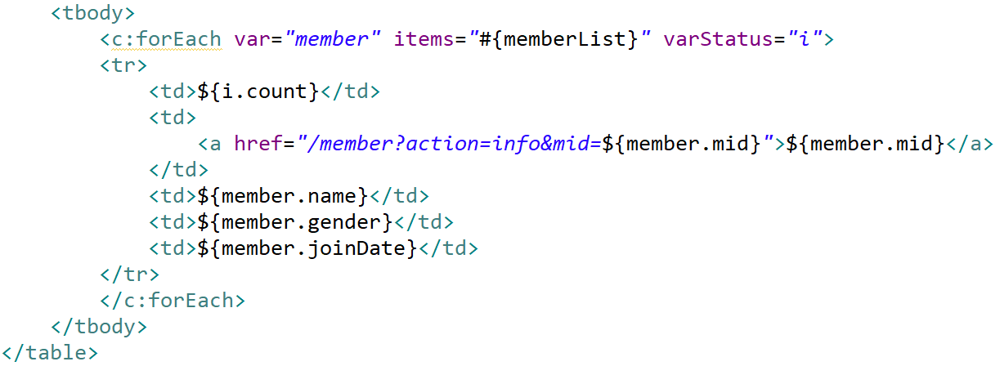 <tbody>
<c:forEach var="member" items="#{memberList}" varStatus="i">
<tr>
<td>${i.count}</td>
<td>
<a href="/member?action=info&mid=${member.mid}">${member.mid}</a>
</td>
<td>${member.name}</td>
<td>${member.gender}</td>
<td>${member.joinDate}</td>
</tr>
</c:forEach>
</tbody>
</table>